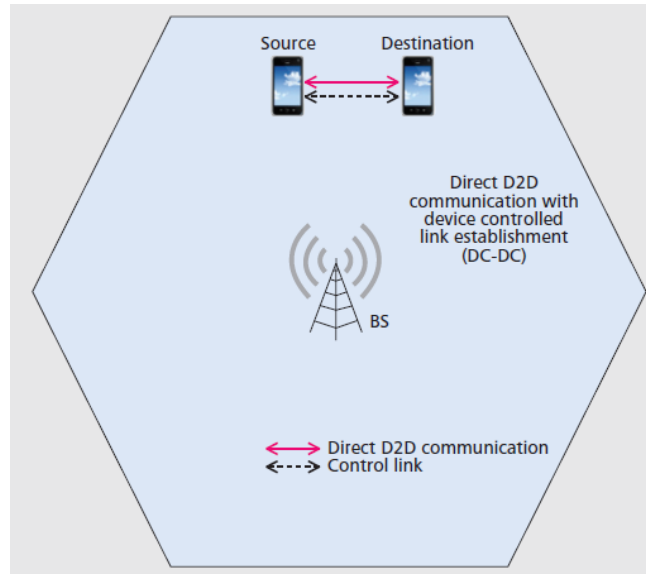 Source
Destination
Direct D2D
communication with
device controlled
link establishment
(DC-DC)
BS
Direct D2D communication
Control link